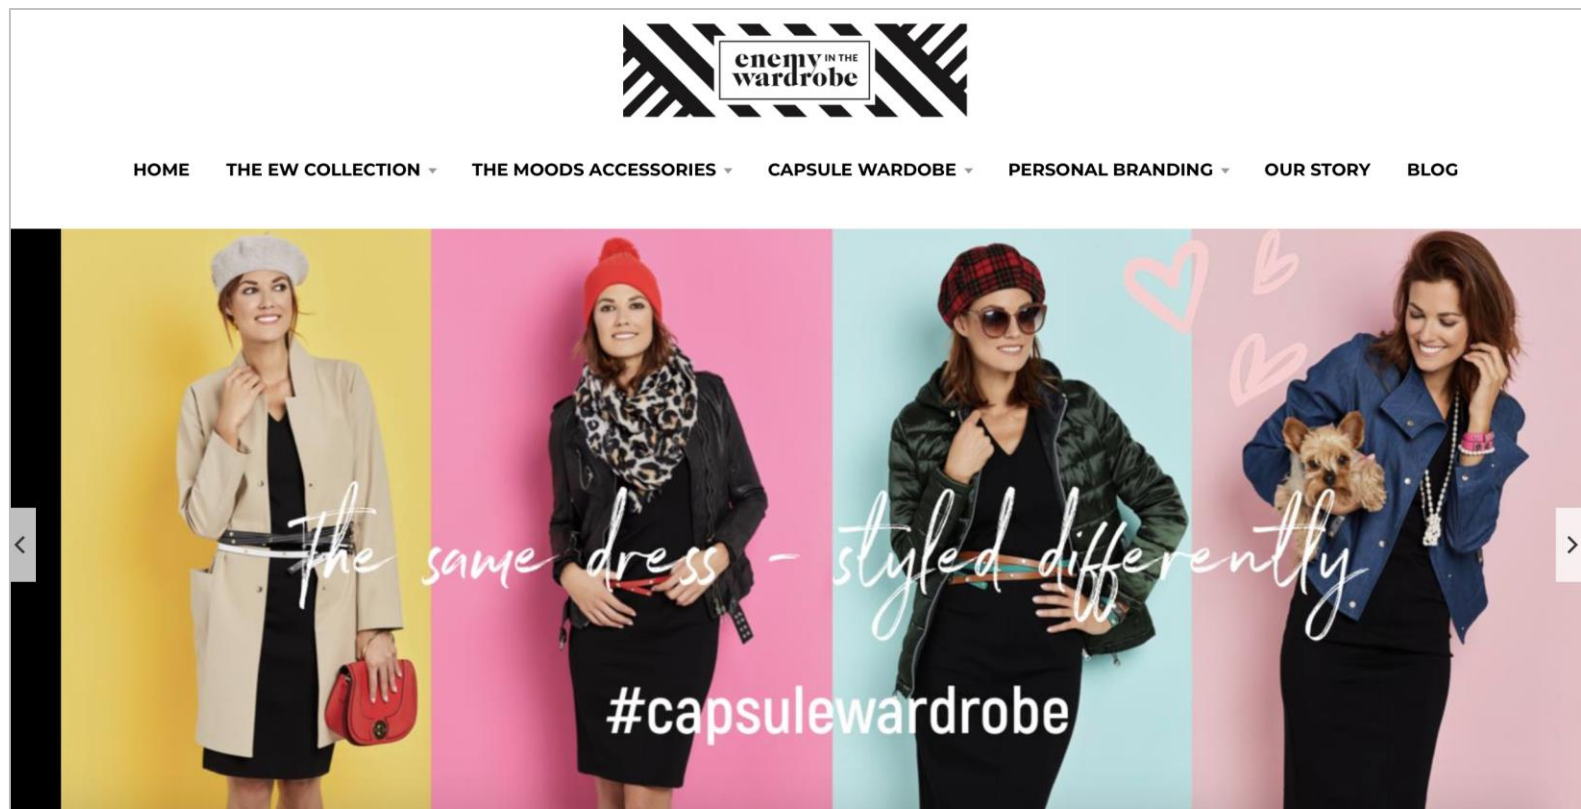 enemy IN THE
wardrobe
HOME THE EW COLLECTION THE MOODS ACCESSORIES CAPSULE WARDOBE PERSONAL BRANDING OUR STORY BLOG
The same dress - styled differently
#capsulewardrobe